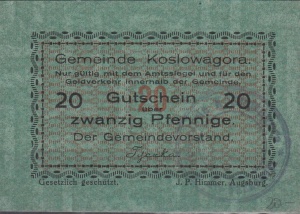 Gemeinde Koslowagora.
Nur gültig mit dem Amtssiegel und für den
Geldverkehr innerhalb der Gemeinde.
20 Gutschein 20
über
zwanzig Pfennige
Der Gemeindevorstand.
Gesetzlich geschützt. J. P. Himmer, Augsburg